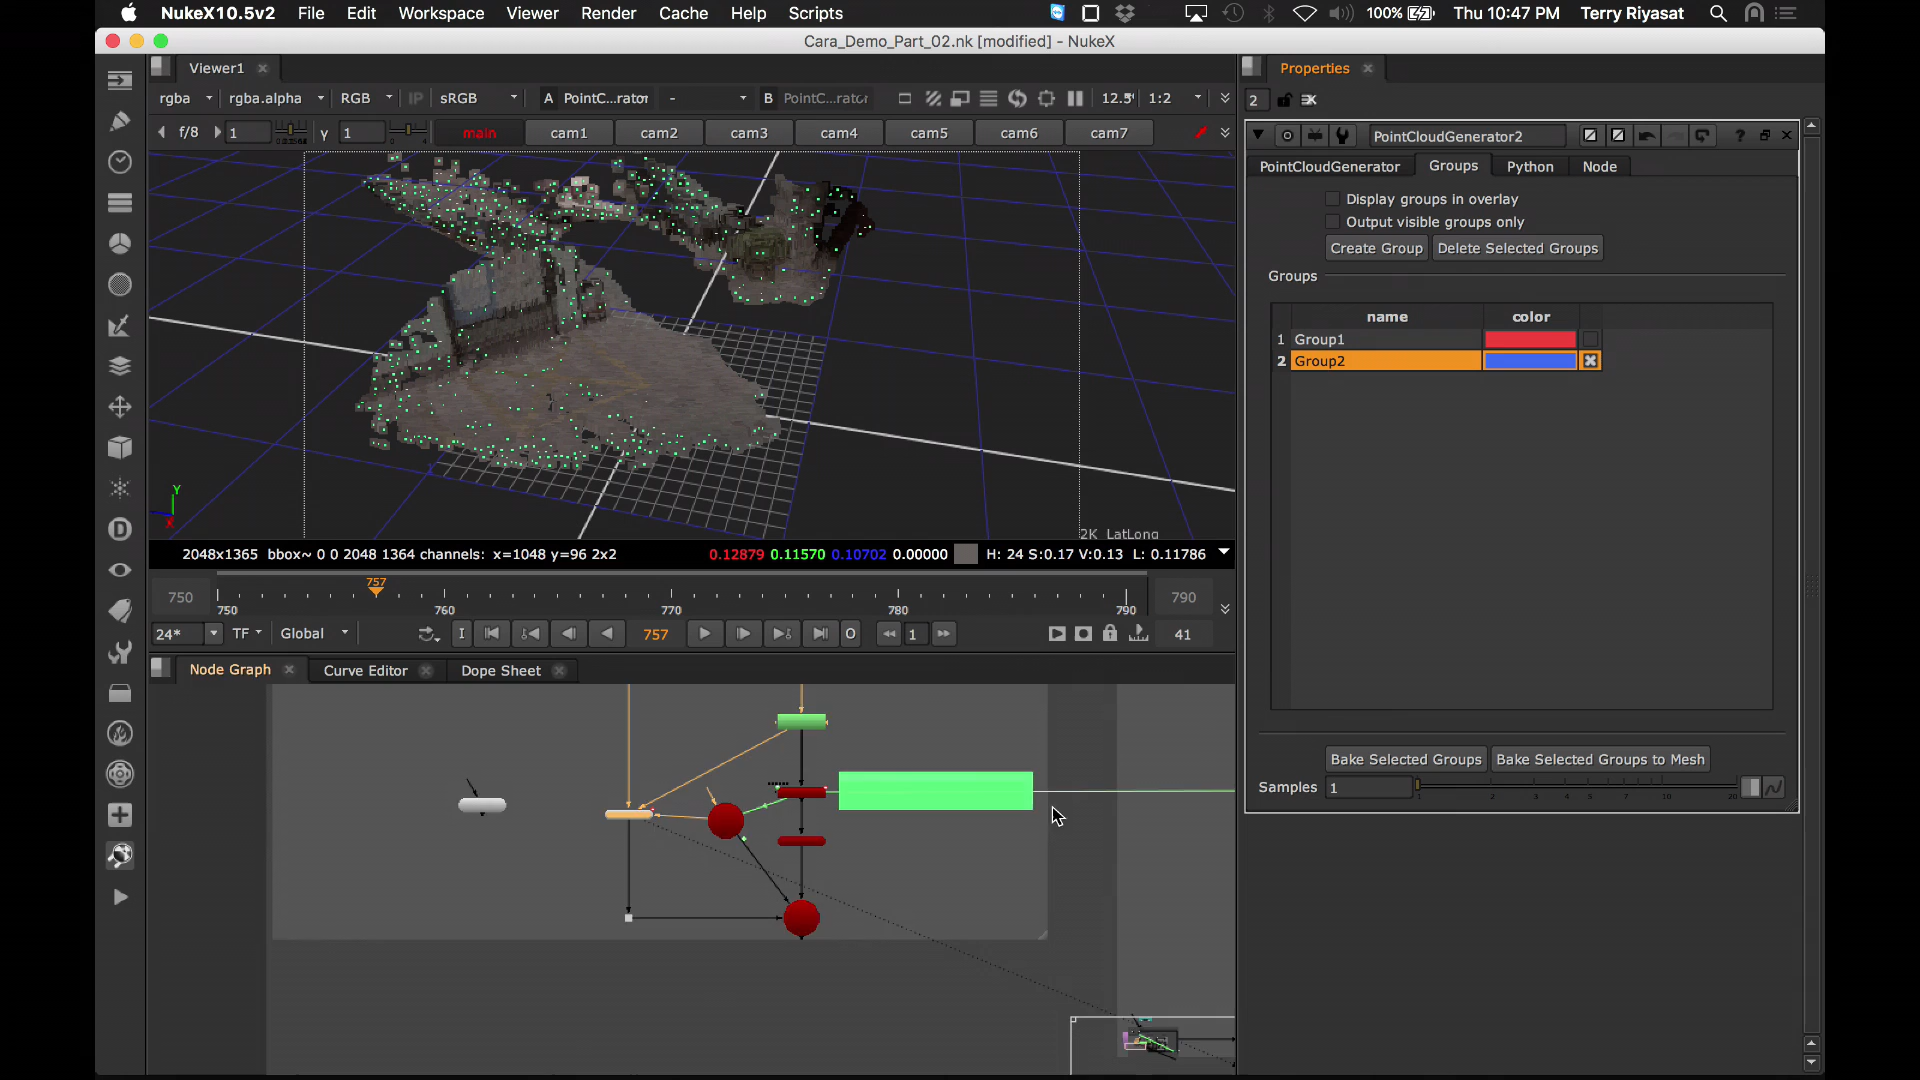 NukeX10.5v2 File Edit Workspace Viewer Render Cache Help Scripts 100% Thu 10:47 PM Terry Riyasat
Cara_Demo_Part_02.nk [modified] - NukeX
Viewer1
rgba rgba.alpha RGB IP sRGB A PointC...rator - B PointC...rator 12.5 1:2
f/8 1 Y 1 main cam1 cam2 cam3 cam4 cam5 cam6 cam7
Y
X
2K_LatLong
2048x1365 bbox~ 0 0 2048 1364 channels: x=1048 y=96 2x2 0.12879 0.11570 0.10702 0.00000 H: 24 S:0.17 V:0.13 L: 0.11786
757
750 750 760 770 780 790 790
24* TF Global I 757 O 1 41
Node Graph Curve Editor Dope Sheet
Properties
2
PointCloudGenerator2 ?
PointCloudGenerator Groups Python Node
Display groups in overlay
Output visible groups only
Create Group Delete Selected Groups
Groups
name color
1 Group1
2 Group2
Bake Selected Groups Bake Selected Groups to Mesh
Samples 1